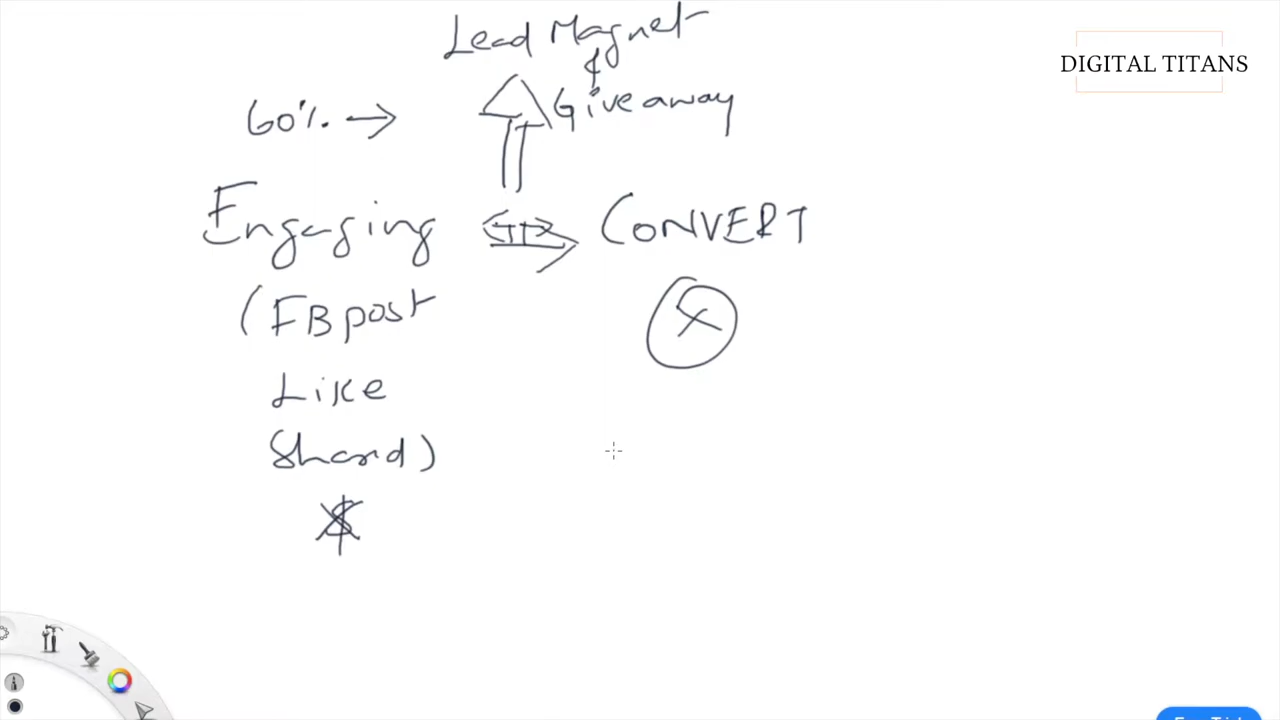 Lead Magnet
&
Giveaway
DIGITAL TITANS
60% →
Engaging
CONVERT
(FB post
Like
Shared)
$